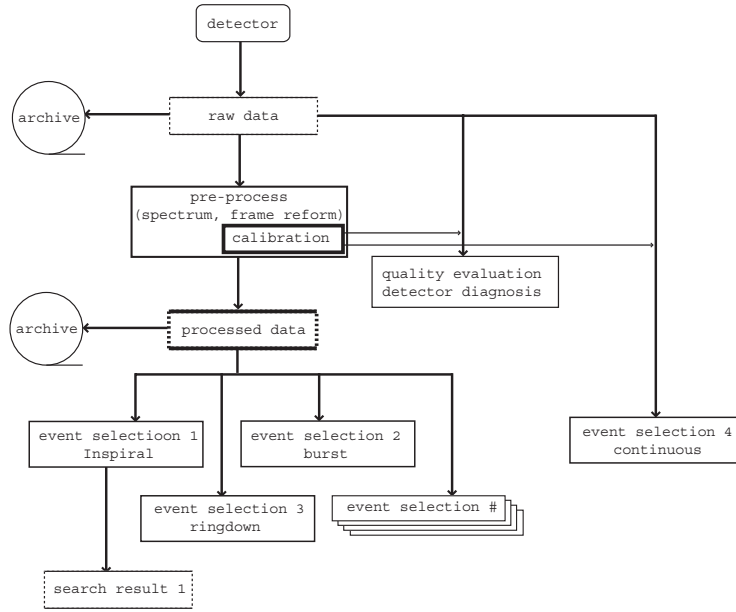 detector
archive
raw data
pre-process
(spectrum, frame reform)
calibration
quality evaluation
detector diagnosis
archive
processed data
event selectioon 1
Inspiral
event selection 2
burst
event selection 4
continuous
event selection 3
ringdown
event selection #
search result 1